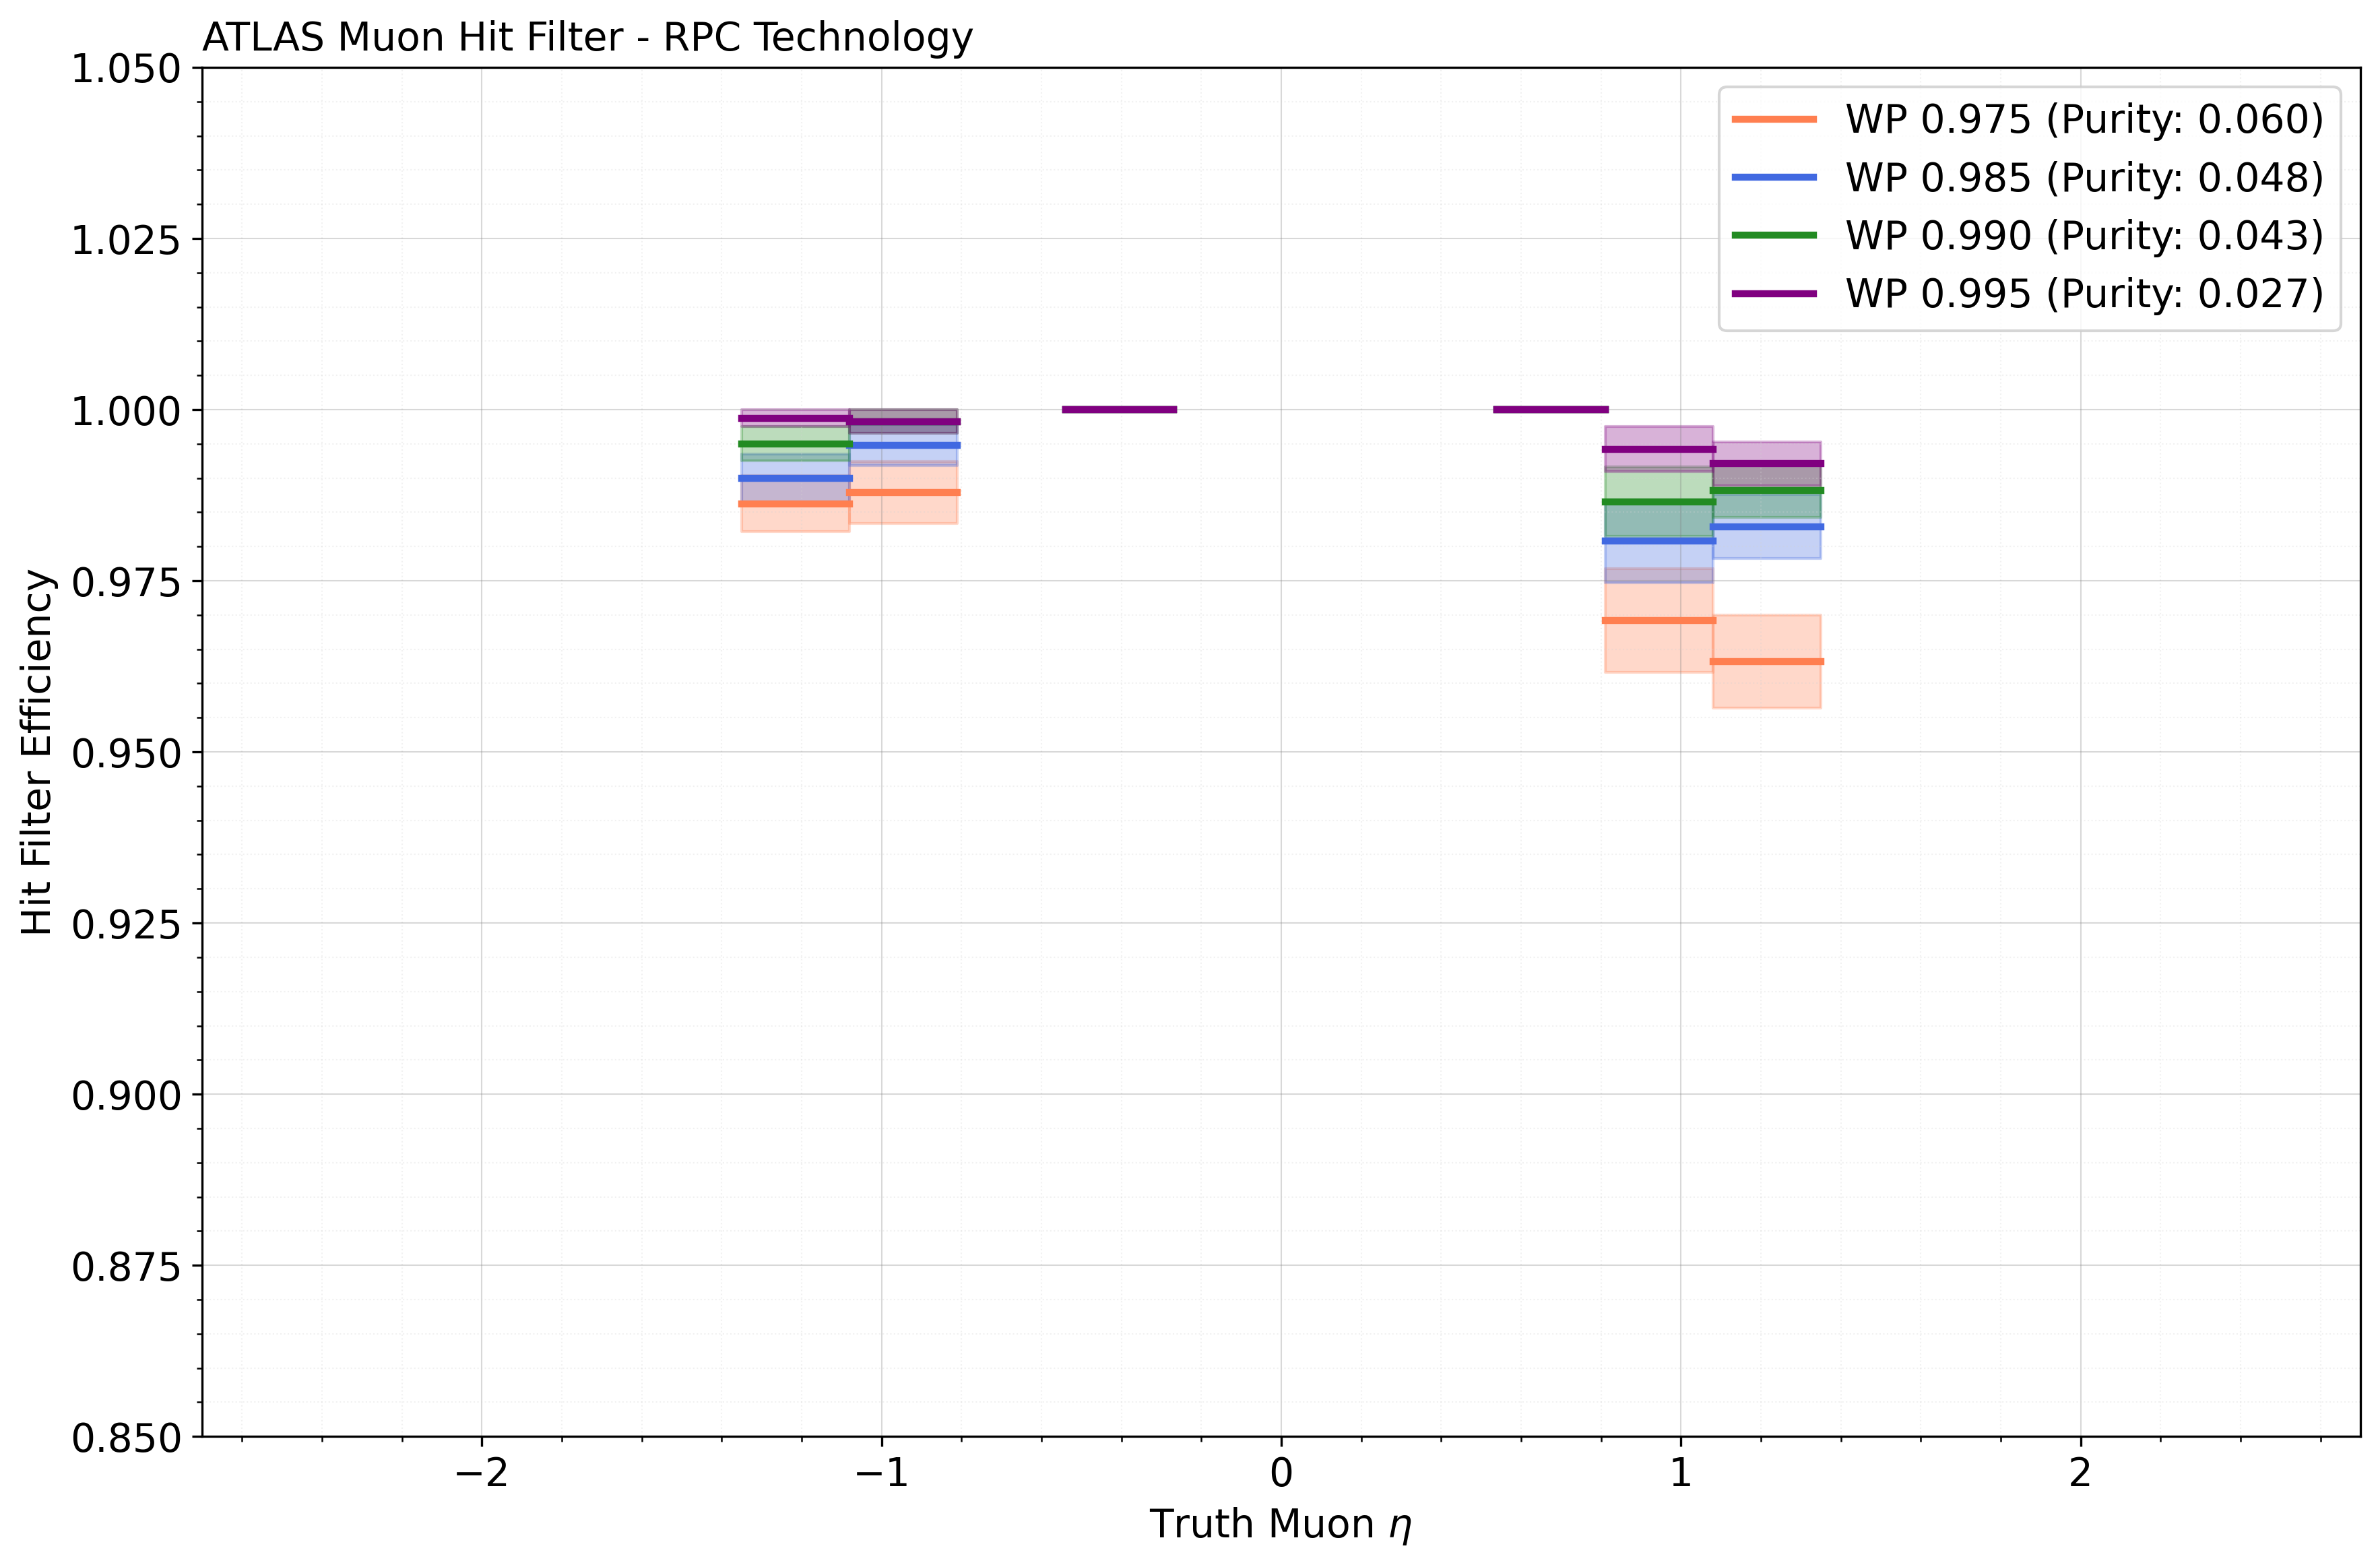 ATLAS Muon Hit Filter - RPC Technology
WP 0.975 (Purity: 0.060)
WP 0.985 (Purity: 0.048)
WP 0.990 (Purity: 0.043)
WP 0.995 (Purity: 0.027)
Hit Filter Efficiency
1.050
1.025
1.000
0.975
0.950
0.925
0.900
0.875
0.850
−2 −1 0 1 2
Truth Muon η